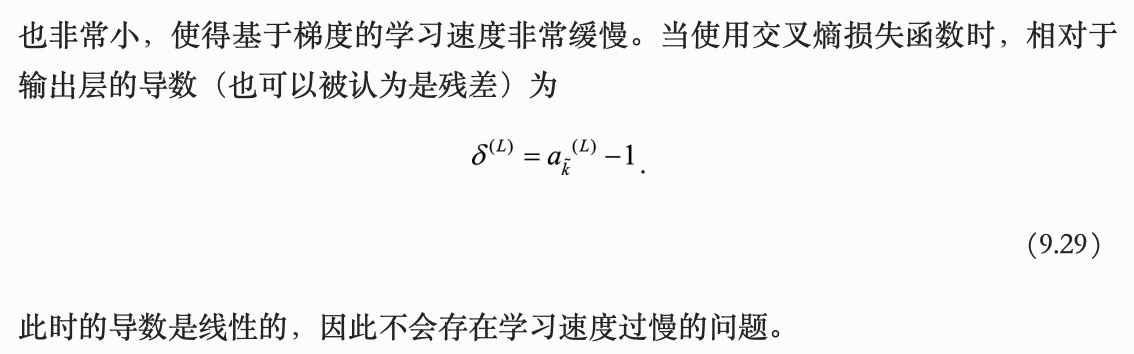 也非常小，使得基于梯度的学习速度非常缓慢。当使用交叉熵损失函数时，相对于
输出层的导数（也可以被认为是残差）为
δ^{(L)} = a_{\tilde{k}}^{(L)} − 1.
（9.29）
此时的导数是线性的，因此不会存在学习速度过慢的问题。